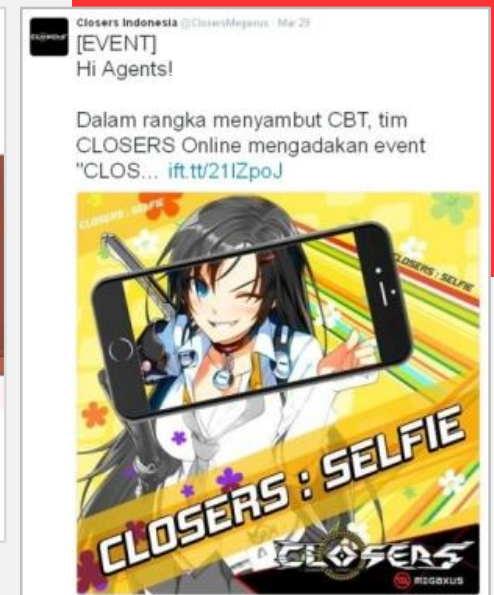 Closers Indonesia @ClosersMegaxus · Mar 29
[EVENT]
Hi Agents!
Dalam rangka menyambut CBT, tim
CLOSERS Online mengadakan event
"CLOS... ift.tt/21IZpoJ
CLOSERS : SELFIE
CLOSERS : SELFIE
CLOSERS : SELFIE
CLOSERS
MEGAXUS